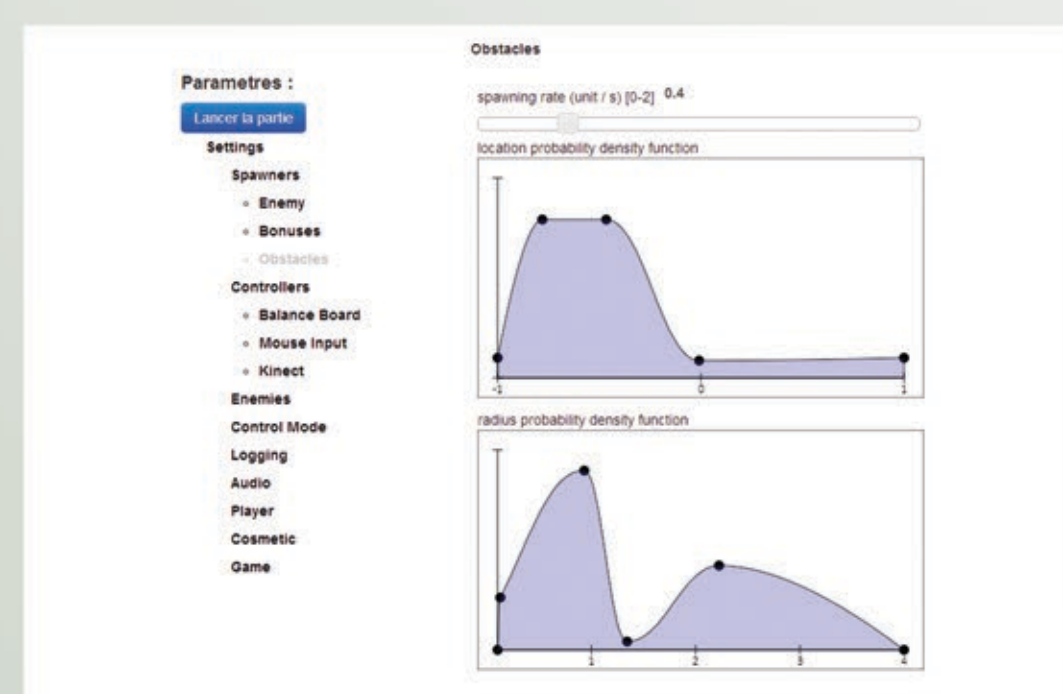 Parametres :
Lancer la partie
Settings
Spawners
Enemy
Bonuses
Obstacles
Controllers
Balance Board
Mouse Input
Kinect
Enemies
Control Mode
Logging
Audio
Player
Cosmetic
Game
Obstacles
spawning rate (unit / s) [0-2] 0.4
location probability density function
-1 0 1
radius probability density function
1 2 3 4